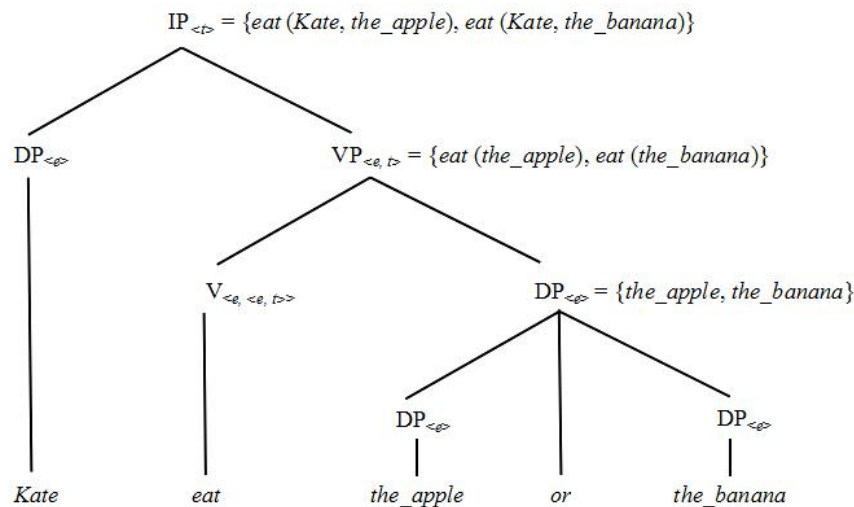 IP<t> = {eat (Kate, the_apple), eat (Kate, the_banana)}
DP<e> VP<e, t> = {eat (the_apple), eat (the_banana)}
V<e, <e, t>> DP<e> = {the_apple, the_banana}
DP<e> DP<e>
Kate eat the_apple or the_banana